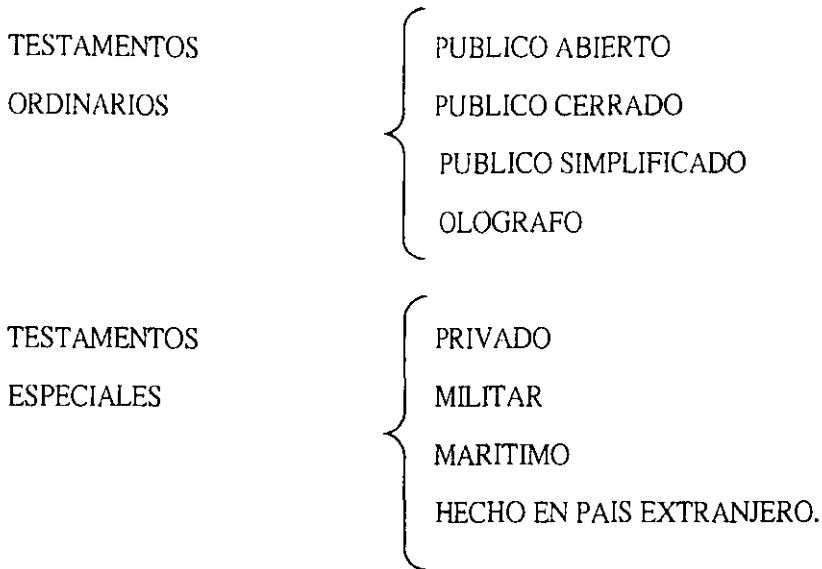 TESTAMENTOS
ORDINARIOS
PUBLICO ABIERTO
PUBLICO CERRADO
PUBLICO SIMPLIFICADO
OLOGRAFO
TESTAMENTOS
ESPECIALES
PRIVADO
MILITAR
MARITIMO
HECHO EN PAIS EXTRANJERO.